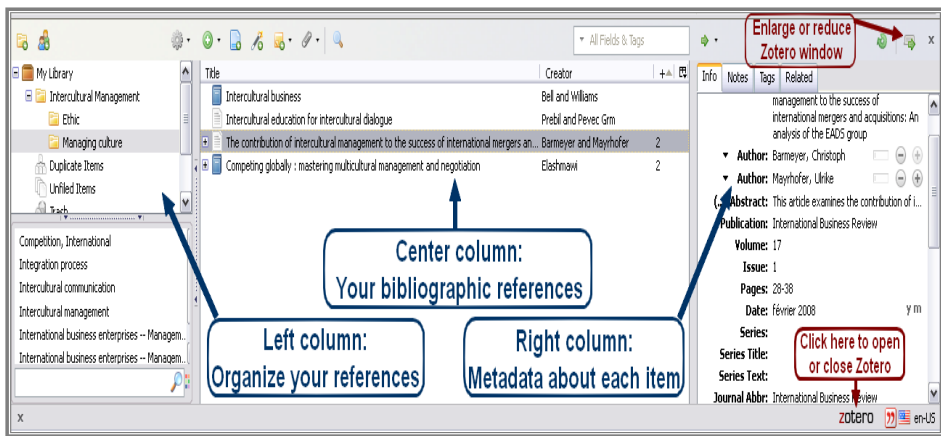 All Fields & Tags
Enlarge or reduce
Zotero window
x
My Library
Intercultural Management
Ethic
Managing culture
Duplicate Items
Unfiled Items
Trash
Competition, International
Integration process
Intercultural communication
Intercultural management
International business enterprises -- Managem...
International business enterprises -- Managem...
Title Creator +
Intercultural business Bell and Williams
Intercultural education for intercultural dialogue Prebil and Pevec Grm
The contribution of intercultural management to the success of international mergers an... Barmeyer and Mayrhofer 2
Competing globally : mastering multicultural management and negotiation Elashmawi 2
Center column:
Your bibliographic references
Left column:
Organize your references
Right column:
Metadata about each item
Info Notes Tags Related
management to the success of
international mergers and acquisitions: An
analysis of the EADS group
Author: Barmeyer, Christoph
Author: Mayrhofer, Ulrike
(... Abstract: This article examines the contribution of i...
Publication: International Business Review
Volume: 17
Issue: 1
Pages: 28-38
Date: février 2008 y m
Series:
Series Title:
Series Text:
Journal Abbr: International Business Review
Click here to open
or close Zotero
x
zotero en-US